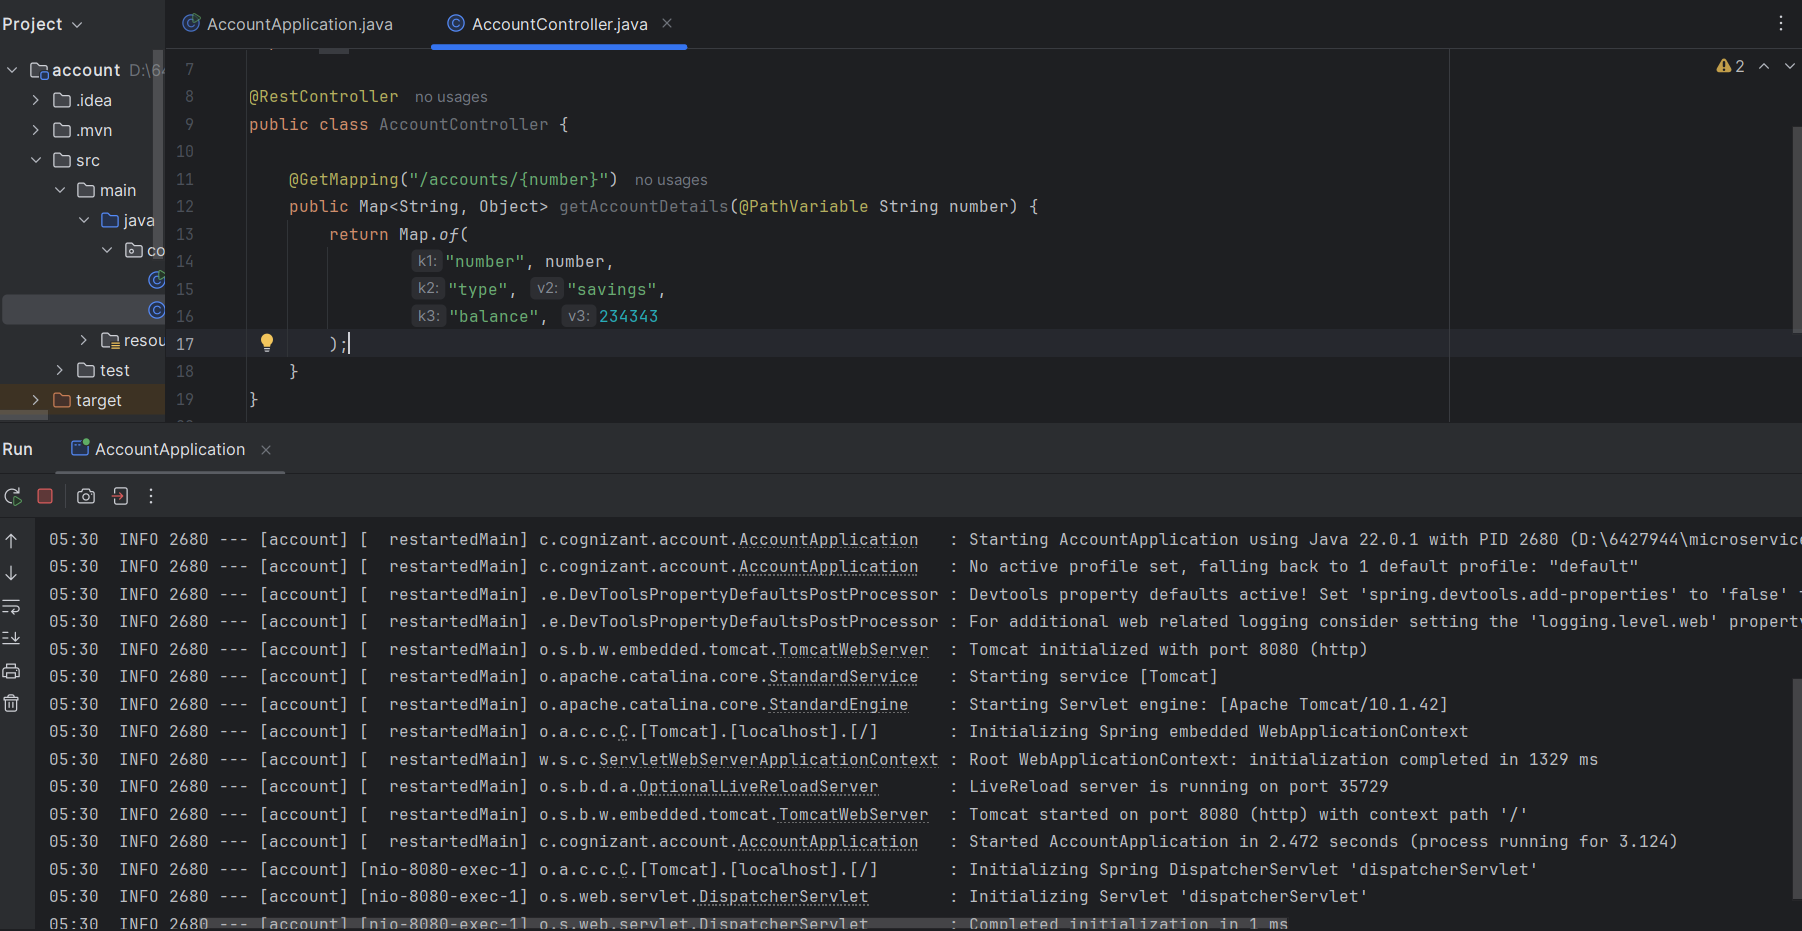 Project
AccountApplication.java
AccountController.java
account D:\64
.idea
.mvn
src
main
java
co
resou
test
target
2
7
8 @RestController no usages
9 public class AccountController {
10
11 @GetMapping("/accounts/{number}") no usages
12 public Map<String, Object> getAccountDetails(@PathVariable String number) {
13 return Map.of(
14 k1: "number", number,
15 k2: "type", v2: "savings",
16 k3: "balance", v3: 234343
17 );
18 }
19 }
Run AccountApplication
05:30 INFO 2680 --- [account] [ restartedMain] c.cognizant.account.AccountApplication : Starting AccountApplication using Java 22.0.1 with PID 2680 (D:\6427944\microservice
05:30 INFO 2680 --- [account] [ restartedMain] c.cognizant.account.AccountApplication : No active profile set, falling back to 1 default profile: "default"
05:30 INFO 2680 --- [account] [ restartedMain] .e.DevToolsPropertyDefaultsPostProcessor : Devtools property defaults active! Set 'spring.devtools.add-properties' to 'false'
05:30 INFO 2680 --- [account] [ restartedMain] .e.DevToolsPropertyDefaultsPostProcessor : For additional web related logging consider setting the 'logging.level.web' property
05:30 INFO 2680 --- [account] [ restartedMain] o.s.b.w.embedded.tomcat.TomcatWebServer : Tomcat initialized with port 8080 (http)
05:30 INFO 2680 --- [account] [ restartedMain] o.apache.catalina.core.StandardService : Starting service [Tomcat]
05:30 INFO 2680 --- [account] [ restartedMain] o.apache.catalina.core.StandardEngine : Starting Servlet engine: [Apache Tomcat/10.1.42]
05:30 INFO 2680 --- [account] [ restartedMain] o.a.c.c.C.[Tomcat].[localhost].[/] : Initializing Spring embedded WebApplicationContext
05:30 INFO 2680 --- [account] [ restartedMain] w.s.c.ServletWebServerApplicationContext : Root WebApplicationContext: initialization completed in 1329 ms
05:30 INFO 2680 --- [account] [ restartedMain] o.s.b.d.a.OptionalLiveReloadServer : LiveReload server is running on port 35729
05:30 INFO 2680 --- [account] [ restartedMain] o.s.b.w.embedded.tomcat.TomcatWebServer : Tomcat started on port 8080 (http) with context path '/'
05:30 INFO 2680 --- [account] [ restartedMain] c.cognizant.account.AccountApplication : Started AccountApplication in 2.472 seconds (process running for 3.124)
05:30 INFO 2680 --- [account] [nio-8080-exec-1] o.a.c.c.C.[Tomcat].[localhost].[/] : Initializing Spring DispatcherServlet 'dispatcherServlet'
05:30 INFO 2680 --- [account] [nio-8080-exec-1] o.s.web.servlet.DispatcherServlet : Initializing Servlet 'dispatcherServlet'
05:30 INFO 2680 --- [account] [nio-8080-exec-1] o.s.web.servlet.DispatcherServlet : Completed initialization in 1 ms